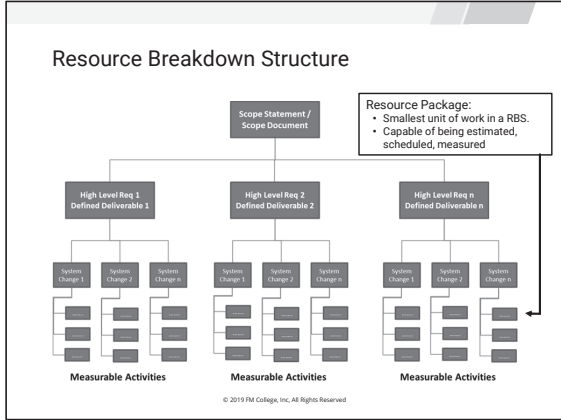 Resource Breakdown Structure
Resource Package:
• Smallest unit of work in a RBS.
• Capable of being estimated,
scheduled, measured
Scope Statement /
Scope Document
High Level Req 1
Defined Deliverable 1
High Level Req 2
Defined Deliverable 2
High Level Req n
Defined Deliverable n
System
Change 1
System
Change 2
System
Change n
System
Change 1
System
Change 2
System
Change n
System
Change 1
System
Change 2
System
Change n
Measurable Activities
Measurable Activities
Measurable Activities
© 2019 FM College, Inc, All Rights Reserved